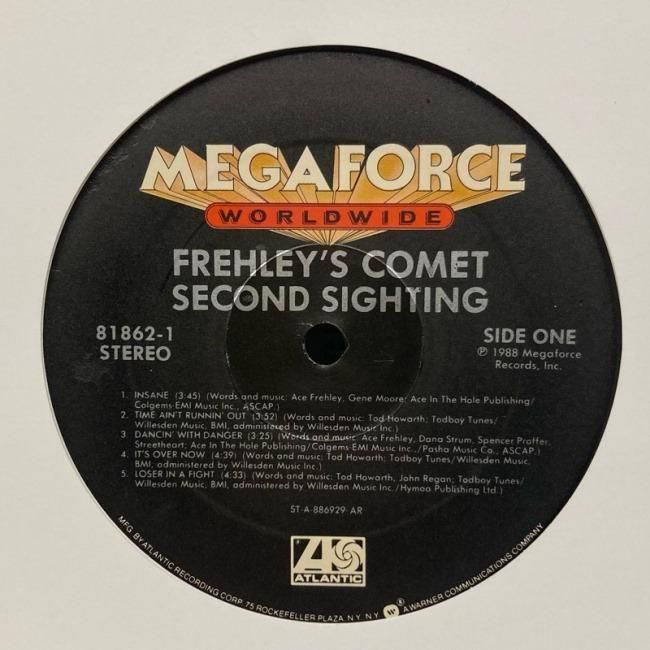 MEGAFORCE
WORLDWIDE
FREHLEY'S COMET
SECOND SIGHTING
81862-1
STEREO
SIDE ONE
℗ 1988 Megaforce
Records, Inc.
1. INSANE (3:45) (Words and music: Ace Frehley, Gene Moore; Ace In The Hole Publishing/
Colgems-EMI Music Inc., ASCAP.)
2. TIME AINT RUNNIN' OUT (3:52) (Words and music: Tod Howarth; Todboy Tunes/
Willesden Music, BMI, administered by Willesden Music Inc.)
3. DANCIN' WITH DANGER (3:25) (Words and music: Ace Frehley, Dana Strum, Spencer Proffer,
Streetheart; Ace In The Hole Publishing/Colgems EMI Music Inc./Pasha Music Co., ASCAP.)
4. IT'S OVER NOW (4:39) (Words and music: Tod Howarth; Todboy Tunes/Willesden Music,
BMI, administered by Willesden Music Inc.)
5. LOSER IN A FIGHT (4:33) (Words and music: Tod Howarth, John Regan; Todboy Tunes/
Willesden Music, BMI, administered by Willesden Music Inc./Hymoa Publishing Ltd.)
ST-A-886929-AR
ATLANTIC
MFG. BY ATLANTIC RECORDING CORP. 75 ROCKEFELLER PLAZA, N.Y. N.Y. ® A WARNER COMMUNICATIONS COMPANY